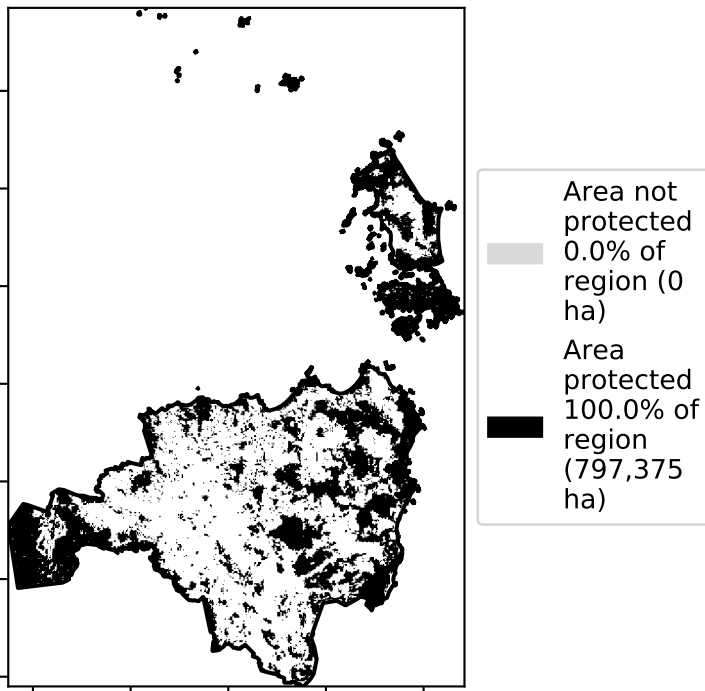 Area not
protected
0.0% of
region (0
ha)
Area
protected
100.0% of
region
(797,375
ha)